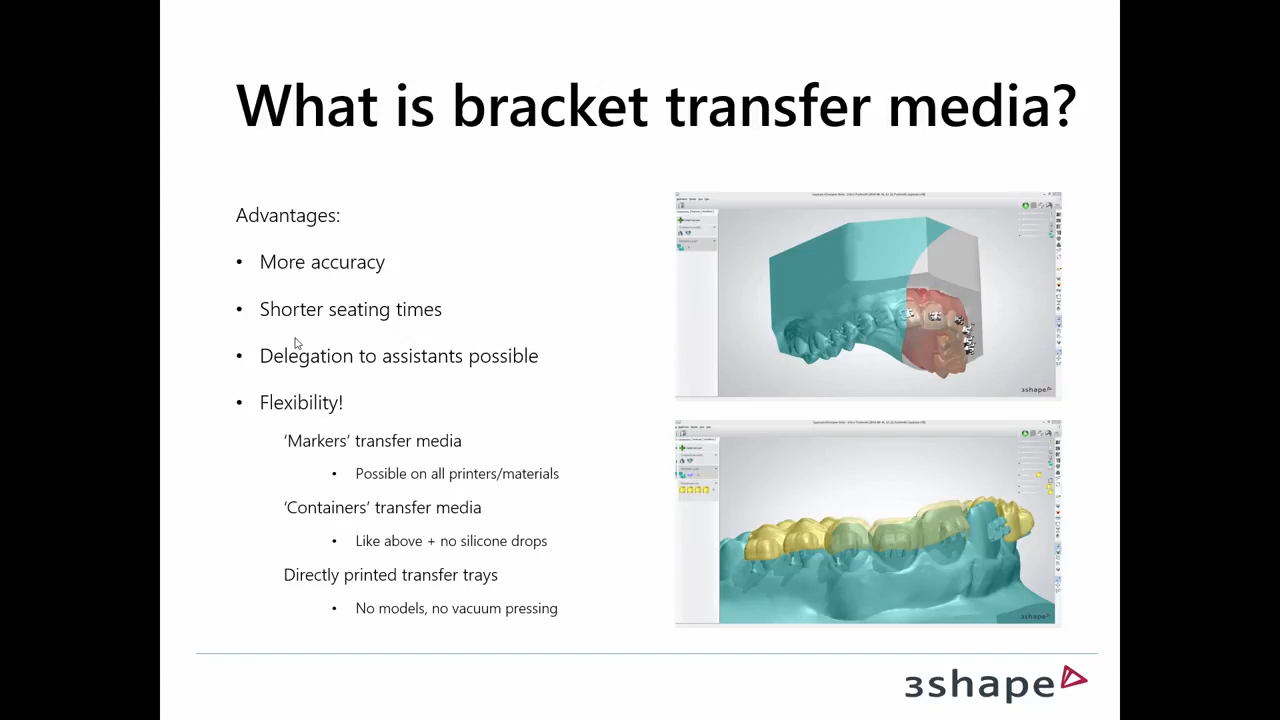 What is bracket transfer media?
Advantages:
• More accuracy
• Shorter seating times
• Delegation to assistants possible
• Flexibility!
‘Markers’ transfer media
• Possible on all printers/materials
‘Containers’ transfer media
• Like above + no silicone drops
Directly printed transfer trays
• No models, no vacuum pressing
3shape
3shape
3shape